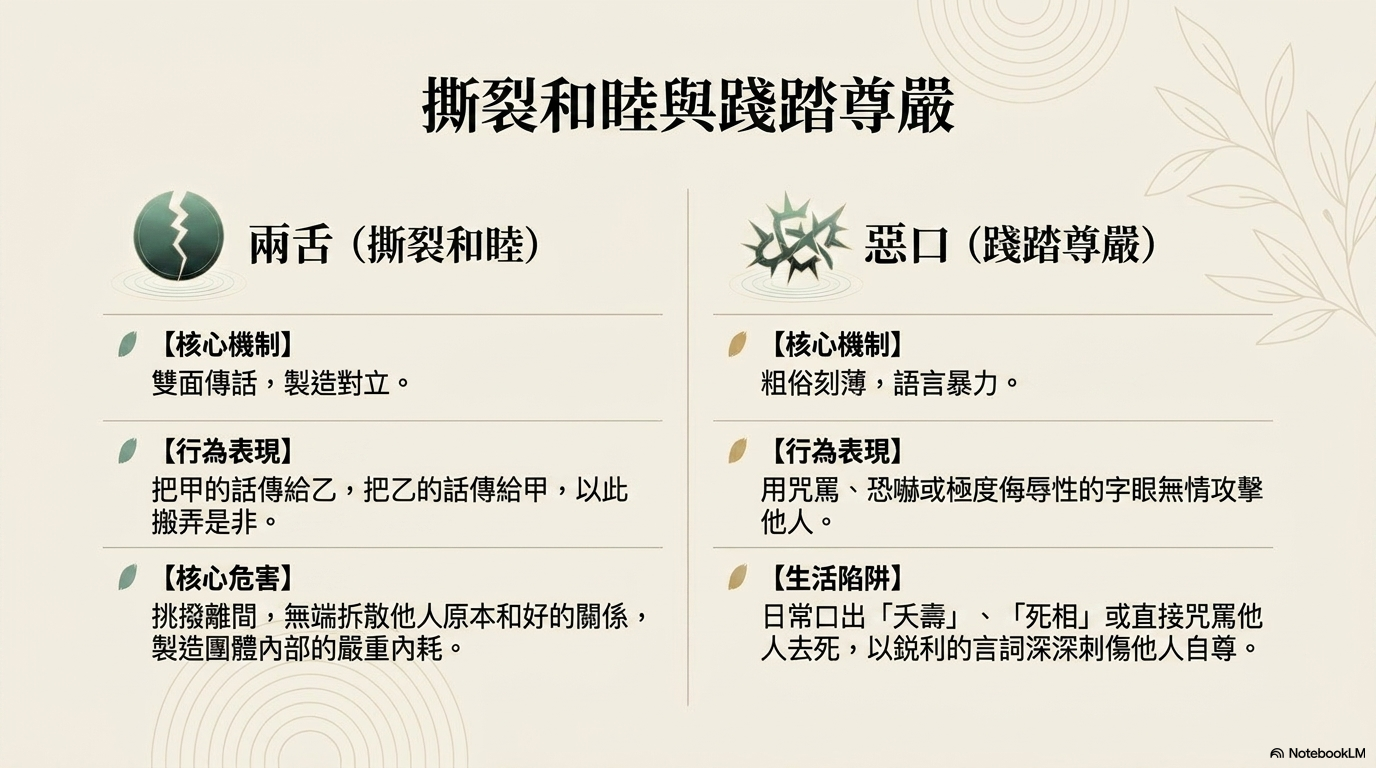 撕裂和睦與踐踏尊嚴
兩舌（撕裂和睦）
【核心機制】
雙面傳話，製造對立。
【行為表現】
把甲的話傳給乙，把乙的話傳給甲，以此
搬弄是非。
【核心危害】
挑撥離間，無端拆散他人原本和好的關係，
製造團體內部的嚴重內耗。
惡口（踐踏尊嚴）
【核心機制】
粗俗刻薄，語言暴力。
【行為表現】
用咒罵、恐嚇或極度侮辱性的字眼無情攻擊
他人。
【生活陷阱】
日常口出「夭壽」、「死相」或直接咒罵他
人去死，以銳利的言詞深深刺傷他人自尊。
NotebookLM